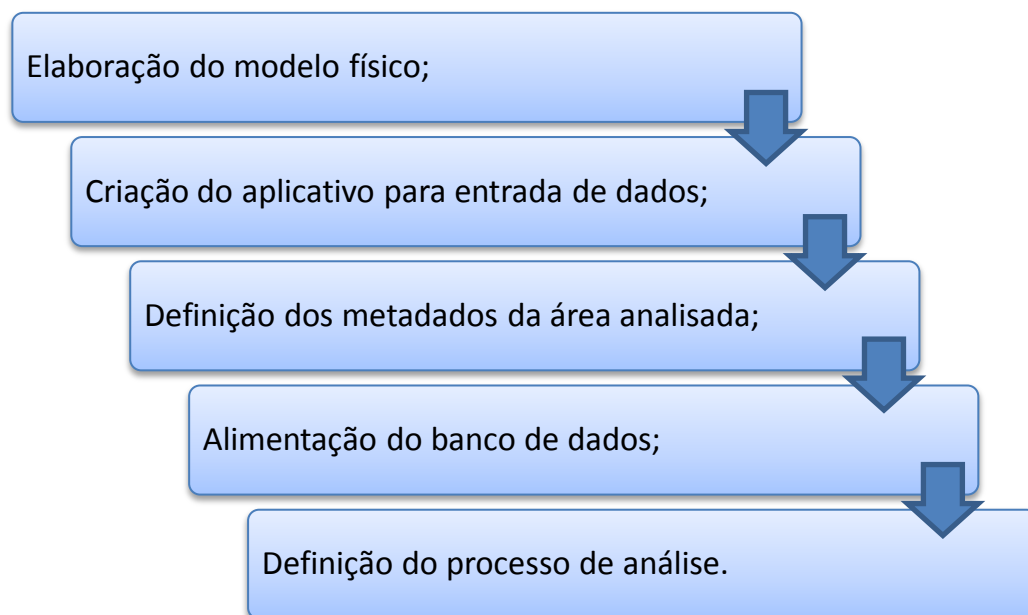 Elaboração do modelo físico;
Criação do aplicativo para entrada de dados;
Definição dos metadados da área analisada;
Alimentação do banco de dados;
Definição do processo de análise.